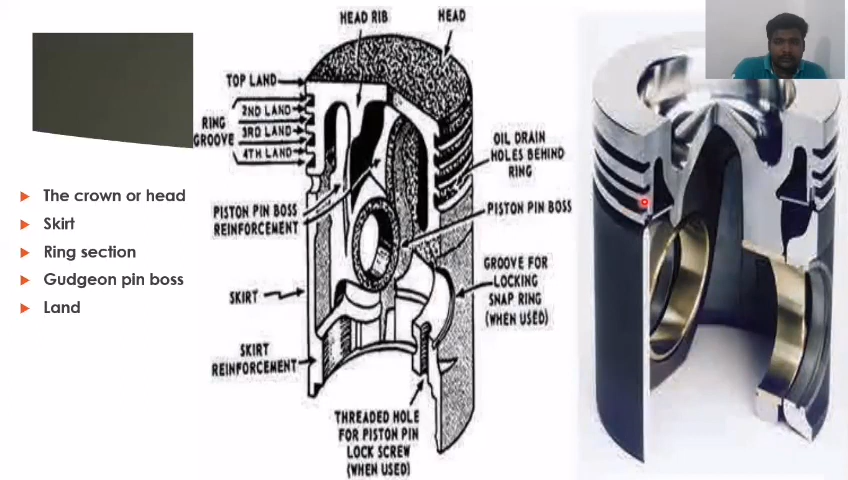 The crown or head
Skirt
Ring section
Gudgeon pin boss
Land
HEAD RIB
HEAD
TOP LAND
RING
GROOVE
2ND LAND
3RD LAND
4TH LAND
OIL DRAIN
HOLES BEHIND
RING
PISTON PIN BOSS
REINFORCEMENT
PISTON PIN BOSS
GROOVE FOR
LOCKING
SNAP RING
(WHEN USED)
SKIRT
SKIRT
REINFORCEMENT
THREADED HOLE
FOR PISTON PIN
LOCK SCREW
(WHEN USED)